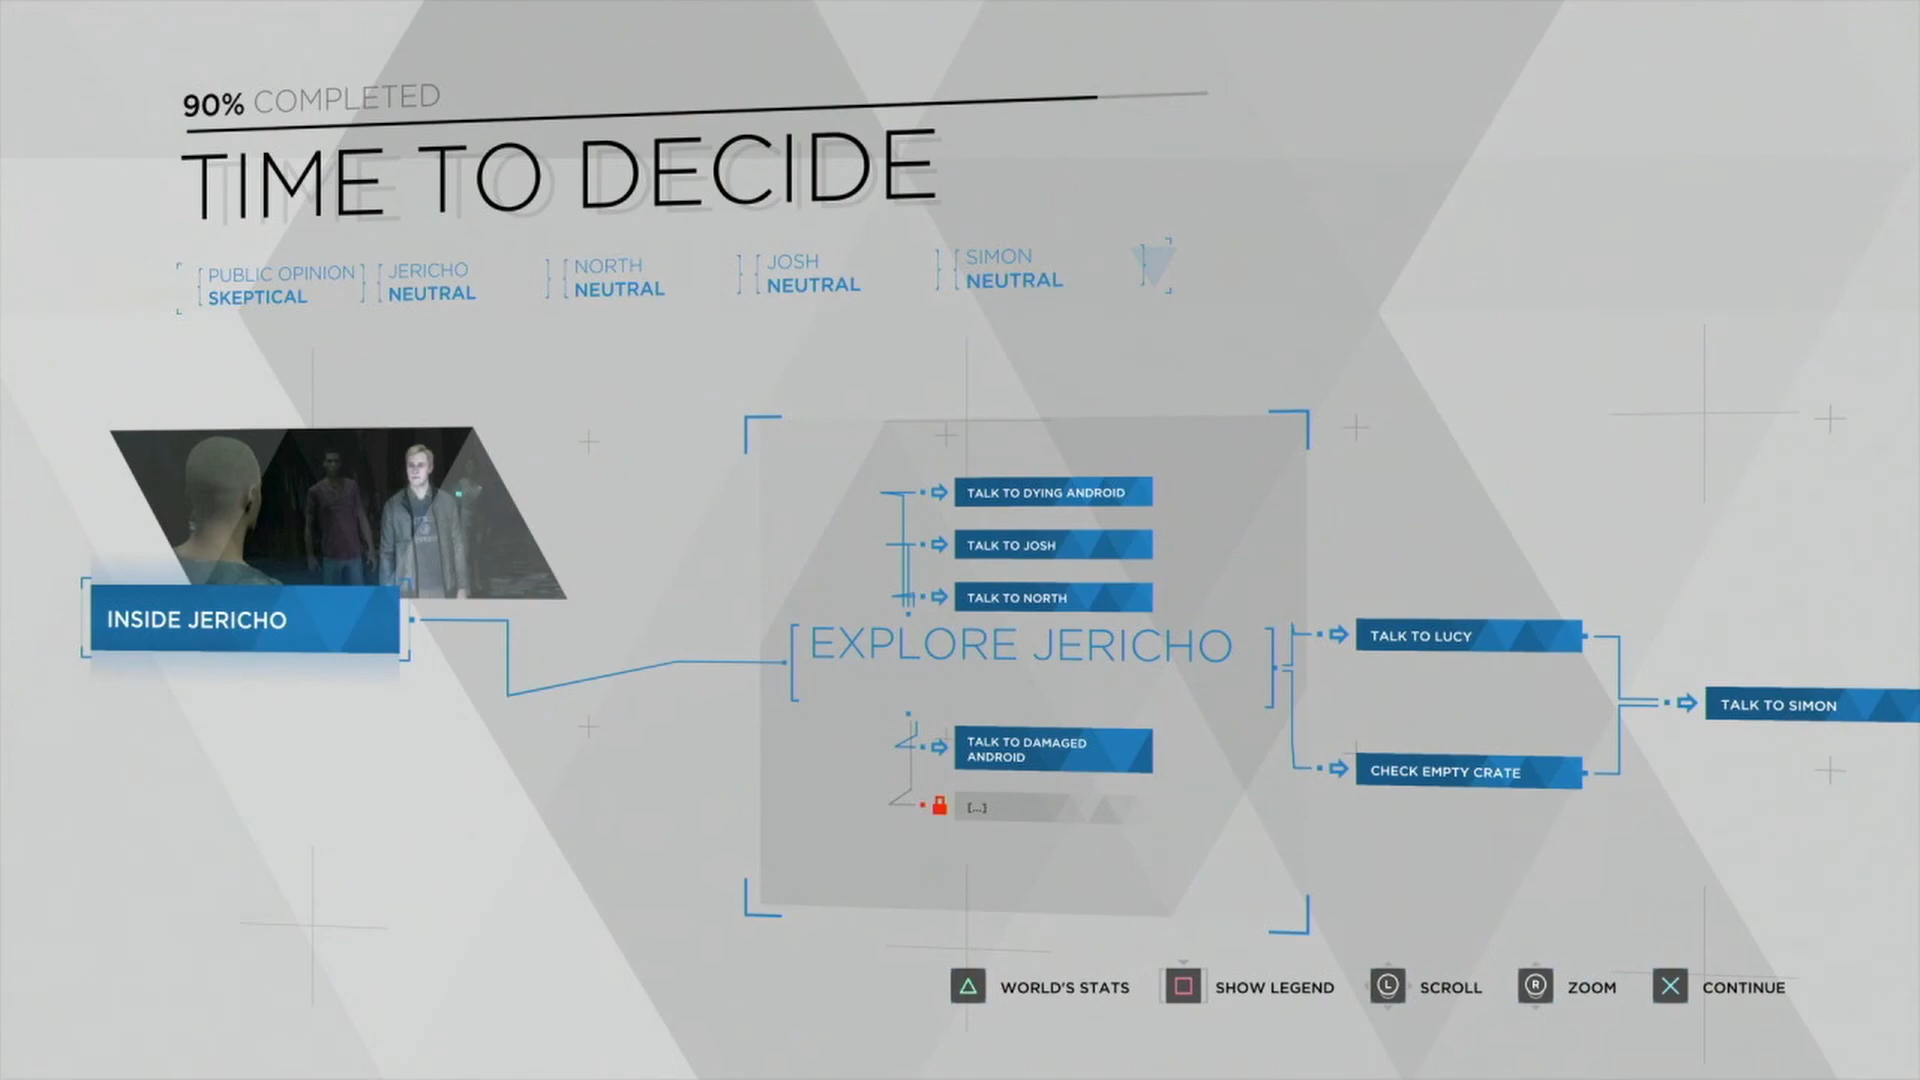 90% COMPLETED
TIME TO DECIDE
PUBLIC OPINION
SKEPTICAL
JERICHO
NEUTRAL
NORTH
NEUTRAL
JOSH
NEUTRAL
SIMON
NEUTRAL
INSIDE JERICHO
TALK TO DYING ANDROID
TALK TO JOSH
TALK TO NORTH
EXPLORE JERICHO
TALK TO DAMAGED
ANDROID
[...]
TALK TO LUCY
CHECK EMPTY CRATE
TALK TO SIMON
WORLD'S STATS
SHOW LEGEND
L SCROLL
R ZOOM
CONTINUE